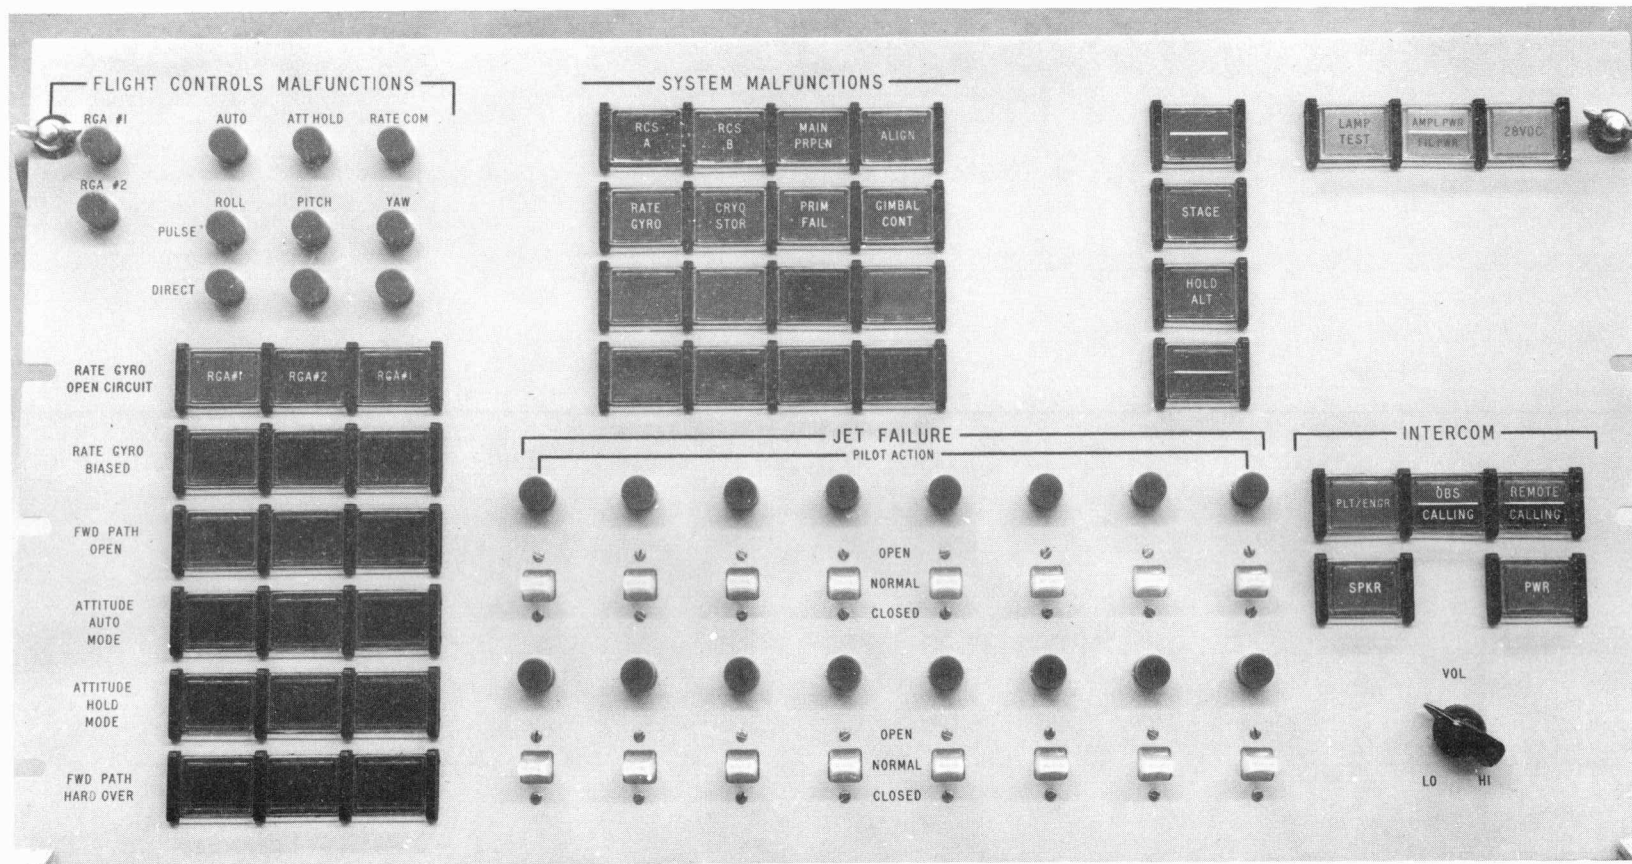 FLIGHT CONTROLS MALFUNCTIONS
RGA #1
AUTO
ATT HOLD
RATE COM
RGA #2
ROLL
PITCH
YAW
PULSE
DIRECT
RATE GYRO
OPEN CIRCUIT
RGA#1
RGA#2
RGA#1
RATE GYRO
BIASED
FWD PATH
OPEN
ATTITUDE
AUTO
MODE
ATTITUDE
HOLD
MODE
FWD PATH
HARD OVER
SYSTEM MALFUNCTIONS
RCS
A
RCS
B
MAIN
PRPLN
ALIGN
RATE
GYRO
CRYO
STOR
PRIM
FAIL
GIMBAL
CONT
STAGE
HOLD
ALT
LAMP
TEST
AMPL PWR
FIL PWR
28VDC
JET FAILURE
PILOT ACTION
OPEN
NORMAL
CLOSED
OPEN
NORMAL
CLOSED
INTERCOM
PLT/ENGR
OBS
CALLING
REMOTE
CALLING
SPKR
PWR
VOL
LO
HI